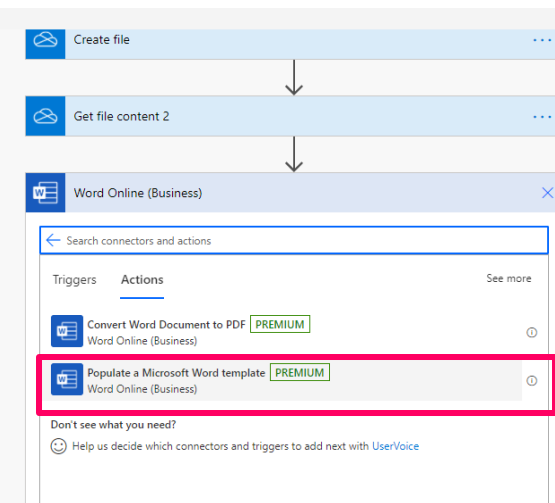 Create file
Get file content 2
Word Online (Business)
Search connectors and actions
Triggers Actions See more
Convert Word Document to PDF PREMIUM
Word Online (Business)
Populate a Microsoft Word template PREMIUM
Word Online (Business)
Don't see what you need?
Help us decide which connectors and triggers to add next with UserVoice